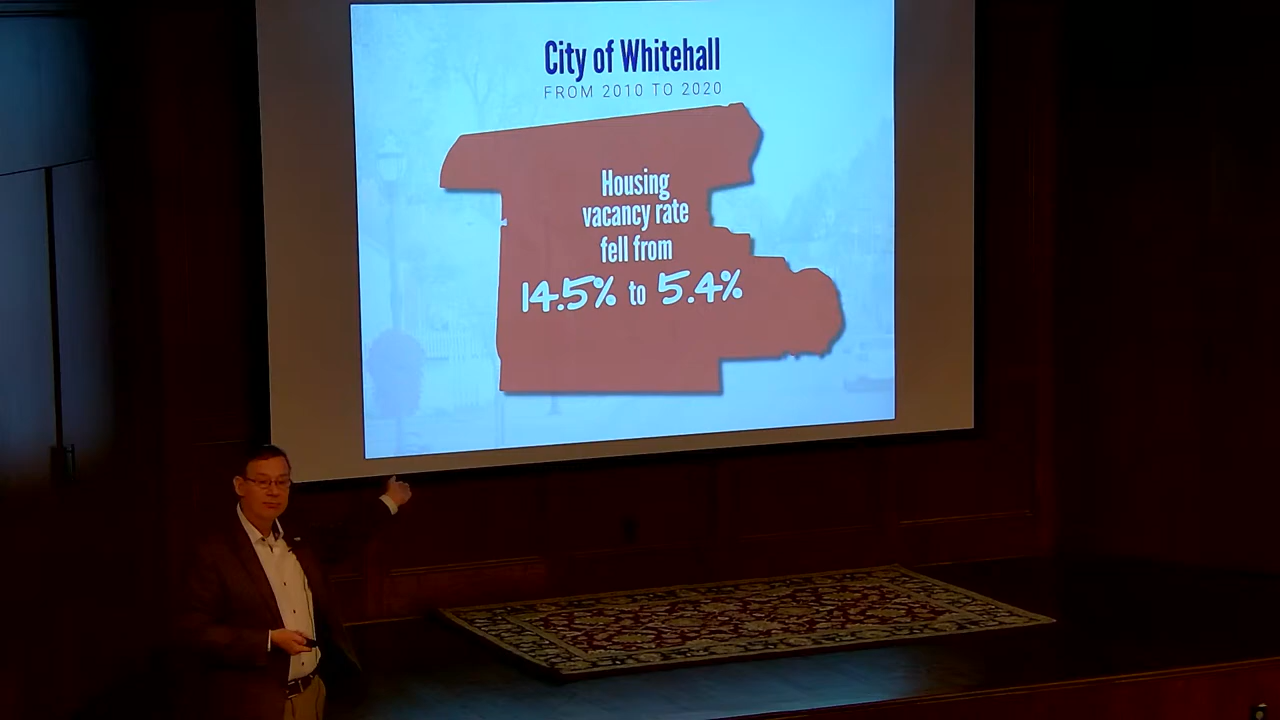 City of Whitehall
FROM 2010 TO 2020
Housing
vacancy rate
fell from
14.5% to 5.4%